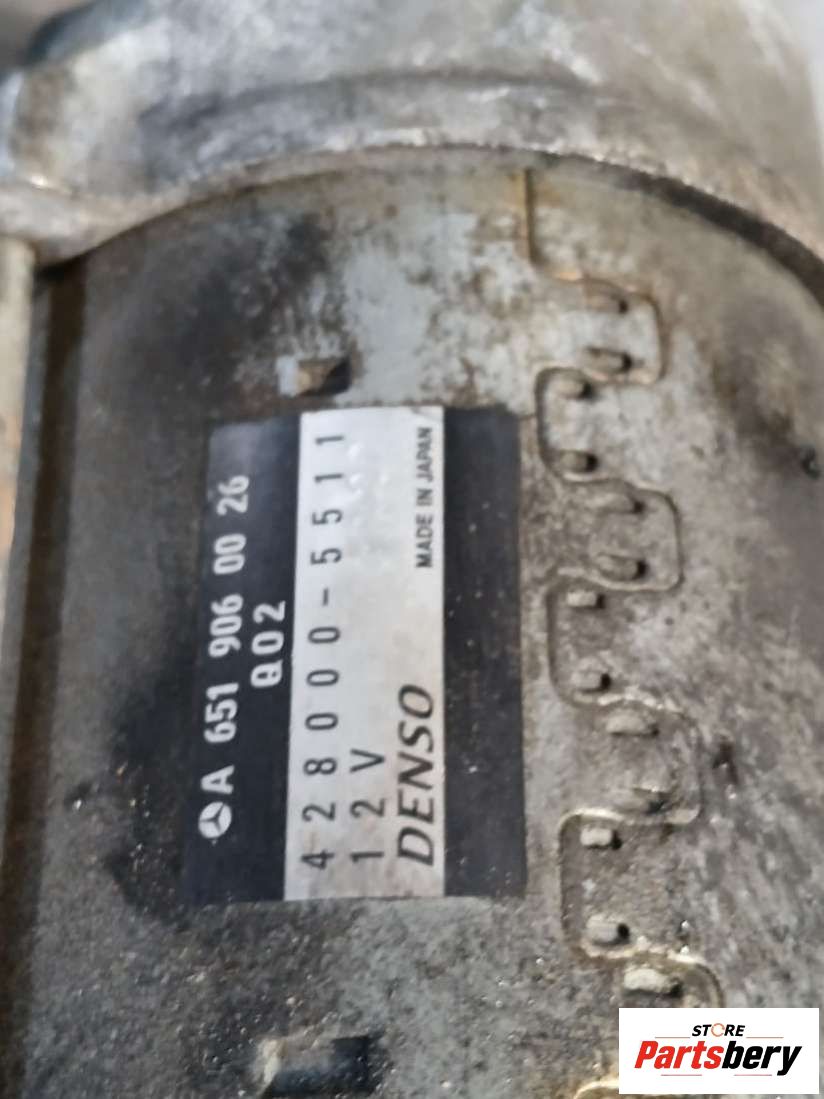 A 651 906 00 26
Q02
428000-5511
12V
DENSO MADE IN JAPAN
STORE
Partsbery